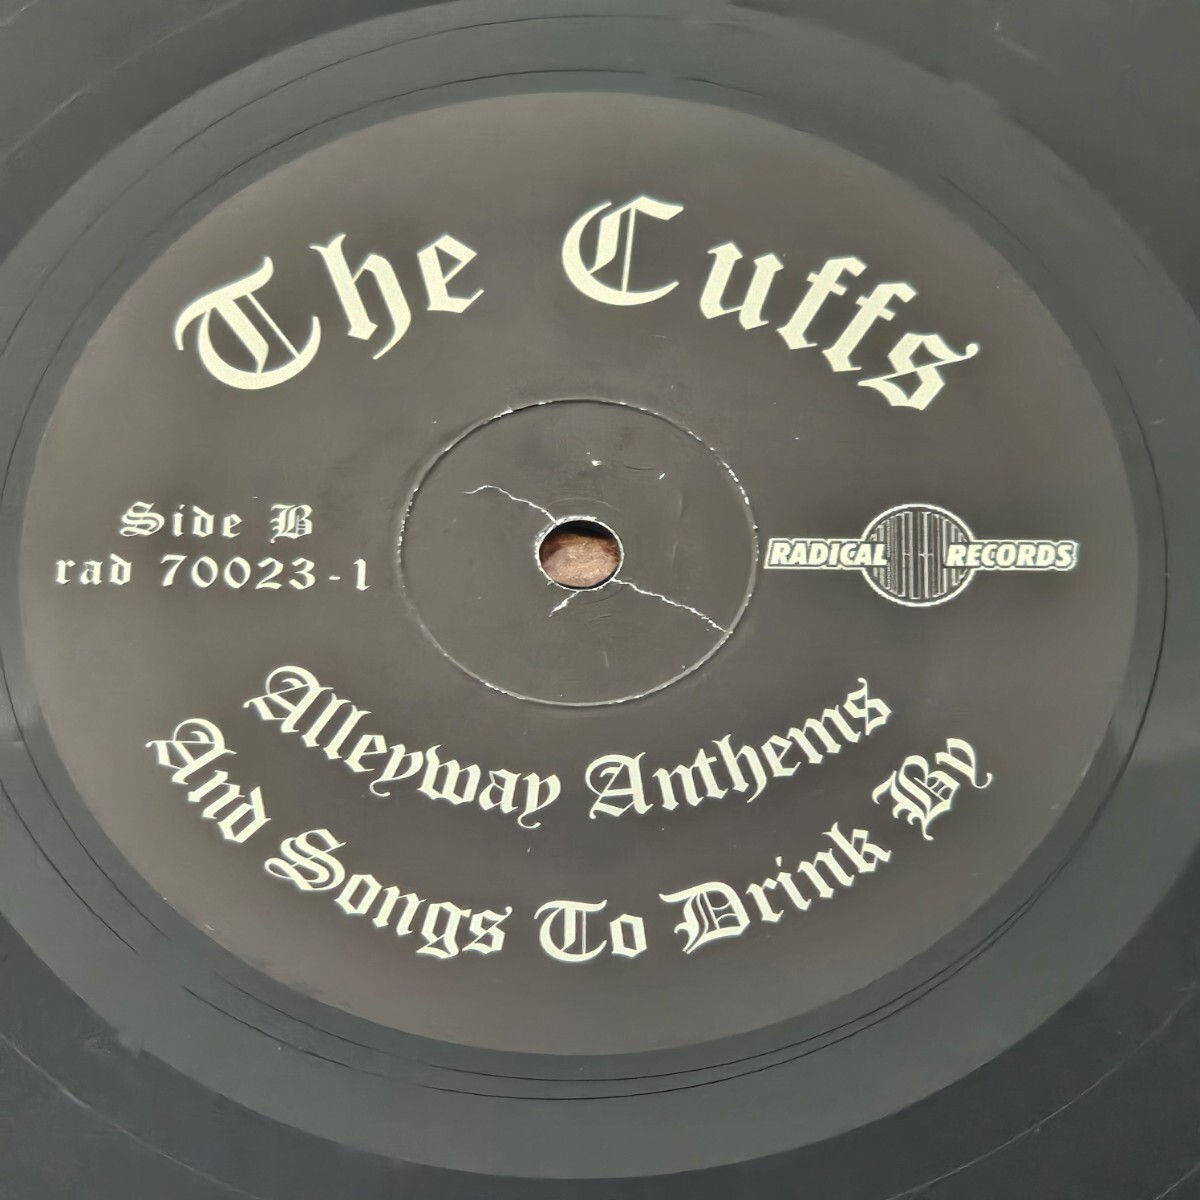 The Cuffs
Side B
rad 70023-1
RADICAL RECORDS
Alleyway Anthems
And Songs To Drink By